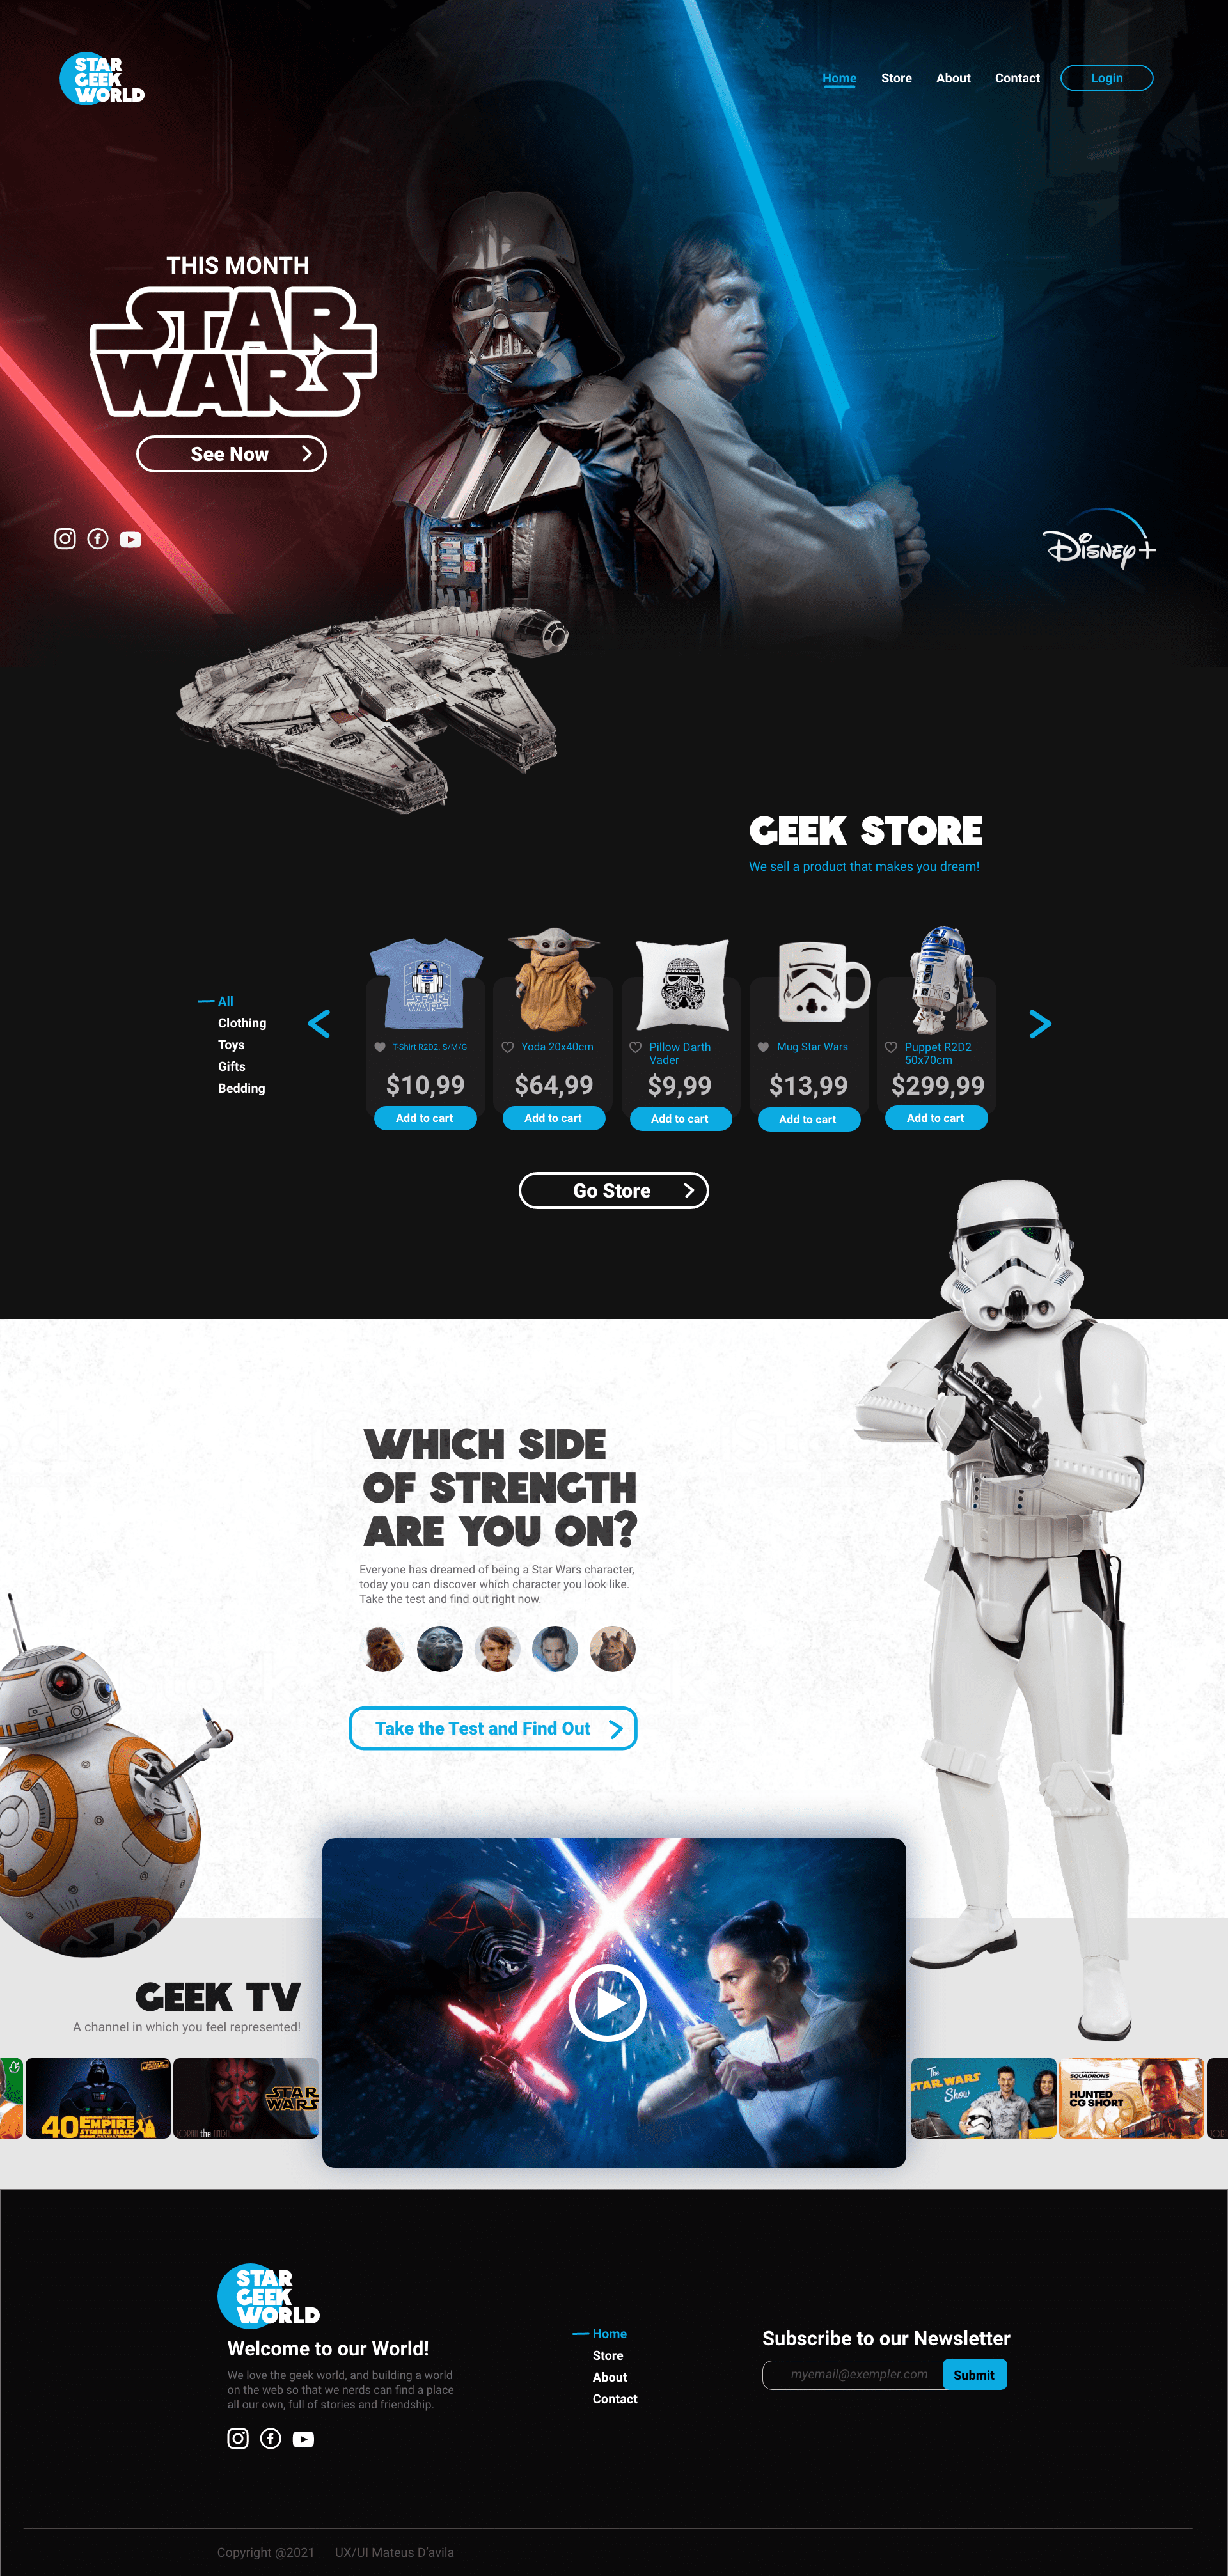 STAR
GEEK
WORLD
Home
Store
About
Contact
Login
THIS MONTH
STAR
WARS
See Now
Disney+
GEEK STORE
We sell a product that makes you dream!
All
Clothing
Toys
Gifts
Bedding
STAR
WARS
T-Shirt R2D2. S/M/G
$10,99
Add to cart
Yoda 20x40cm
$64,99
Add to cart
Pillow Darth
Vader
$9,99
Add to cart
Mug Star Wars
$13,99
Add to cart
Puppet R2D2
50x70cm
$299,99
Add to cart
Go Store
WHICH SIDE
OF STRENGTH
ARE YOU ON?
Everyone has dreamed of being a Star Wars character,
today you can discover which character you look like.
Take the test and find out right now.
Take the Test and Find Out
GEEK TV
A channel in which you feel represented!
40 EMPIRE
STRIKES BACK
STAR
WARS
the
The
STAR WARS
Show
SQUADRONS
HUNTED
CG SHORT
STAR
GEEK
WORLD
Welcome to our World!
We love the geek world, and building a world
on the web so that we nerds can find a place
all our own, full of stories and friendship.
Home
Store
About
Contact
Subscribe to our Newsletter
myemail@exempler.com
Submit
Copyright @2021
UX/UI Mateus D'avila